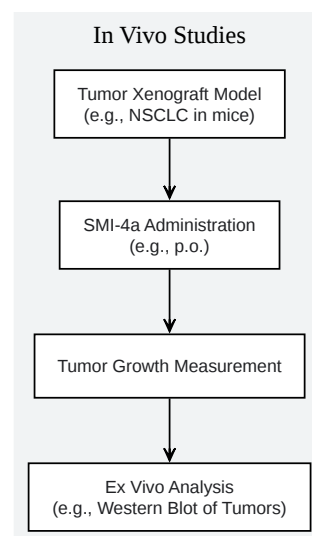 In Vivo Studies
Tumor Xenograft Model
(e.g., NSCLC in mice)
SMI-4a Administration
(e.g., p.o.)
Tumor Growth Measurement
Ex Vivo Analysis
(e.g., Western Blot of Tumors)